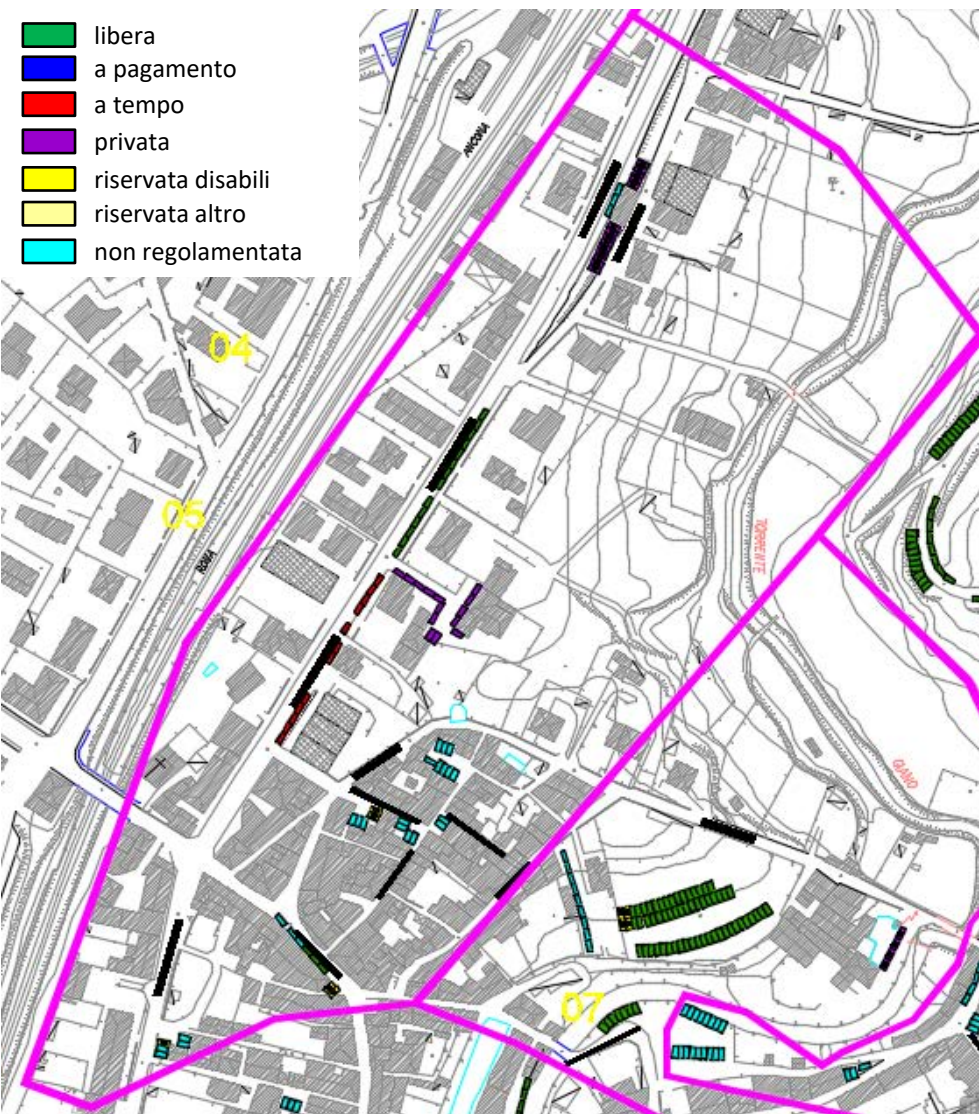 libera
a pagamento
a tempo
privata
riservata disabili
riservata altro
non regolamentata
ANCONA
04
05
ROMA
TORRENTE
GIANO
07